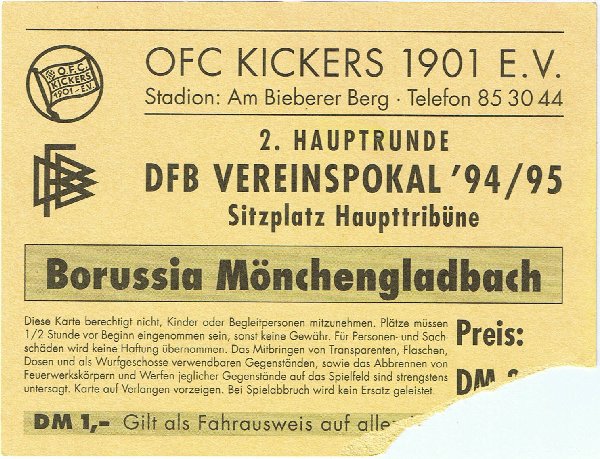 O.F.C.
KICKERS
1901 - E.V.
OFC KICKERS 1901 E.V.
Stadion: Am Bieberer Berg · Telefon 85 30 44
2. HAUPTRUNDE
DFB VEREINSPOKAL '94/95
Sitzplatz Haupttribüne
Borussia Mönchengladbach
Diese Karte berechtigt nicht, Kinder oder Begleitpersonen mitzunehmen. Plätze müssen
1/2 Stunde vor Beginn eingenommen sein, sonst keine Gewähr. Für Personen- und Sach-
schäden wird keine Haftung übernommen. Das Mitbringen von Transparenten, Flaschen,
Dosen und als Wurfgeschosse verwendbaren Gegenständen, sowie das Abbrennen von
Feuerwerkskörpern und Werfen jeglicher Gegenstände auf das Spielfeld sind strengstens
untersagt. Karte auf Verlangen vorzeigen. Bei Spielabbruch wird kein Ersatz geleistet.
Preis:
DM
DM 1,- Gilt als Fahrausweis auf